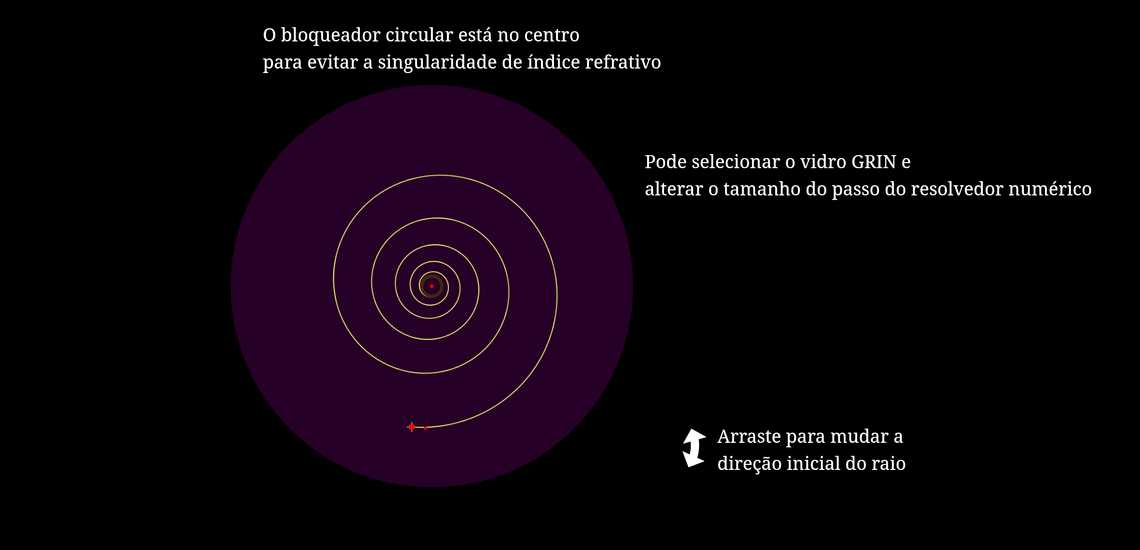 O bloqueador circular está no centro
para evitar a singularidade de índice refrativo
Pode selecionar o vidro GRIN e
alterar o tamanho do passo do resolvedor numérico
Arraste para mudar a
direção inicial do raio